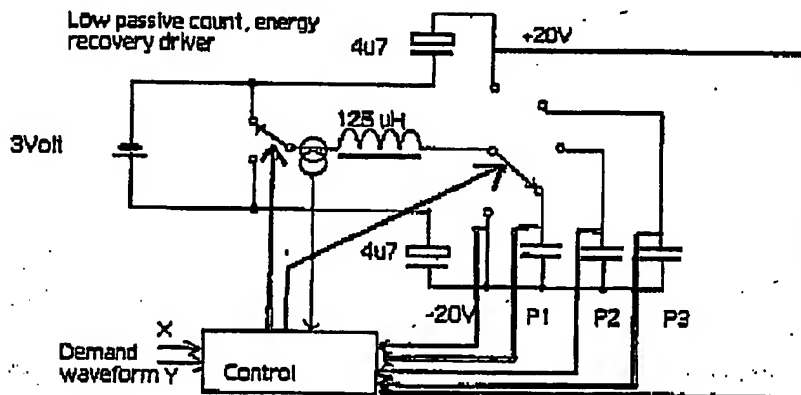 Low passive count, energy
recovery driver
4u7
+20V
3Volt
125 uH
4u7
-20V
P1
P2
P3
X
Demand
waveform Y
Control